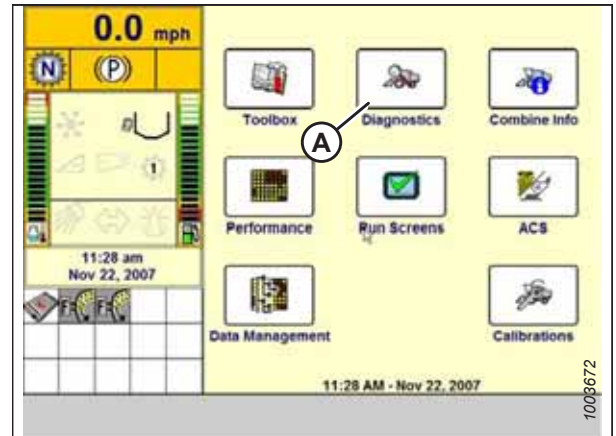 0.0 mph
N (P)
1
11:28 am
Nov 22, 2007
F F
Toolbox
Diagnostics
Combine Info
A
Performance
Run Screens
ACS
Data Management
Calibrations
11:28 AM - Nov 22, 2007
1003672